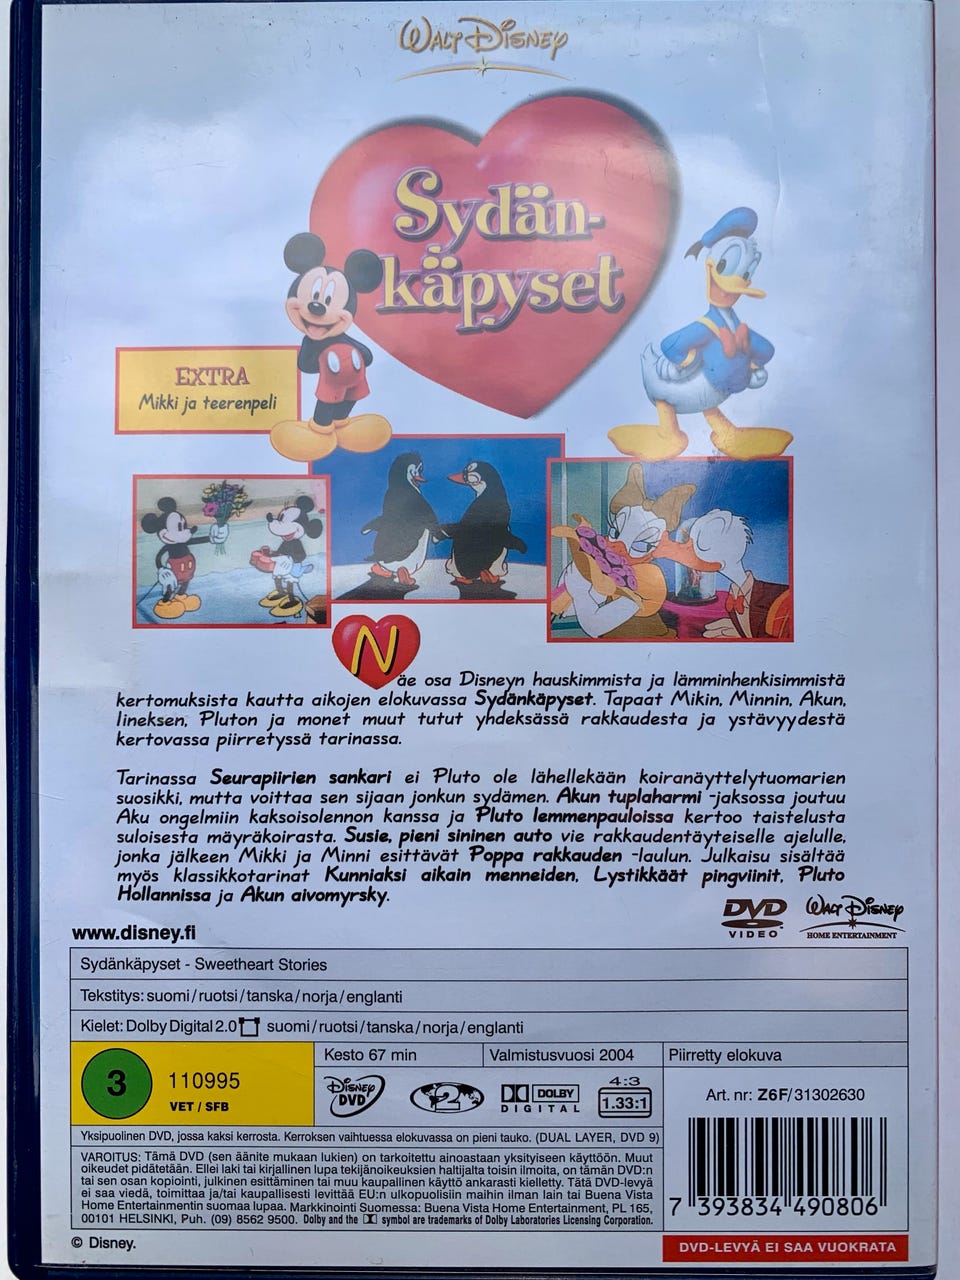 WALT DISNEY
Sydän-
käpyset
EXTRA
Mikki ja teerenpeli
Näe osa Disneyn hauskimmista ja lämminhenkisimmistä
kertomuksista kautta aikojen elokuvassa Sydänkäpyset. Tapaat Mikin, Minnin, Akun,
Iineksen, Pluton ja monet muut tutut yhdeksässä rakkaudesta ja ystävyydestä
kertovassa piirretyssä tarinassa.
Tarinassa Seurapiirien sankari ei Pluto ole lähellekään koiranäyttelytuomarien
suosikki, mutta voittaa sen sijaan jonkun sydämen. Akun tuplaharmi -jaksossa joutuu
Aku ongelmiin kaksoisolennon kanssa ja Pluto lemmenpauloissa kertoo taistelusta
suloisesta mäyräkoirasta. Susie, pieni sininen auto vie rakkaudentäyteiselle ajelulle,
jonka jälkeen Mikki ja Minni esittävät Poppa rakkauden -laulun. Julkaisu sisältää
myös klassikkotarinat Kunniaksi aikain menneiden, Lystikkäät pingviinit, Pluto
Hollannissa ja Akun aivomyrsky.
DVD
VIDEO
WALT DISNEY
HOME ENTERTAINMENT
www.disney.fi
Sydänkäpyset - Sweetheart Stories
Tekstitys: suomi/ruotsi/tanska/norja/englanti
Kielet: Dolby Digital 2.0 suomi/ruotsi/tanska/norja/englanti
3
110995
VET / SFB
Kesto 67 min
Valmistusvuosi 2004
Piirretty elokuva
DISNEY
DVD
2
DOLBY
DIGITAL
4:3
1.33:1
Art. nr: Z6F/31302630
Yksipuolinen DVD, jossa kaksi kerrosta. Kerroksen vaihtuessa elokuvassa on pieni tauko. (DUAL LAYER, DVD 9)
VAROITUS: Tämä DVD (sen äänite mukaan lukien) on tarkoitettu ainoastaan yksityiseen käyttöön. Muut
oikeudet pidätetään. Ellei laki tai kirjallinen lupa tekijänoikeuksien haltijalta toisin ilmoita, on tämän DVD:n
tai sen osan kopiointi, julkinen esittäminen tai muu kaupallinen käyttö ankarasti kielletty. Tätä DVD-levyä
ei saa viedä, toimittaa ja/tai kaupallisesti levittää EU:n ulkopuolisiin maihin ilman lain tai Buena Vista
Home Entertainmentin suomaa lupaa. Markkinointi Suomessa: Buena Vista Home Entertainment, PL 165,
00101 HELSINKI, Puh. (09) 8562 9500. Dolby and the symbol are trademarks of Dolby Laboratories Licensing Corporation.
7 393834 490806
© Disney.
DVD-LEVYÄ EI SAA VUOKRATA